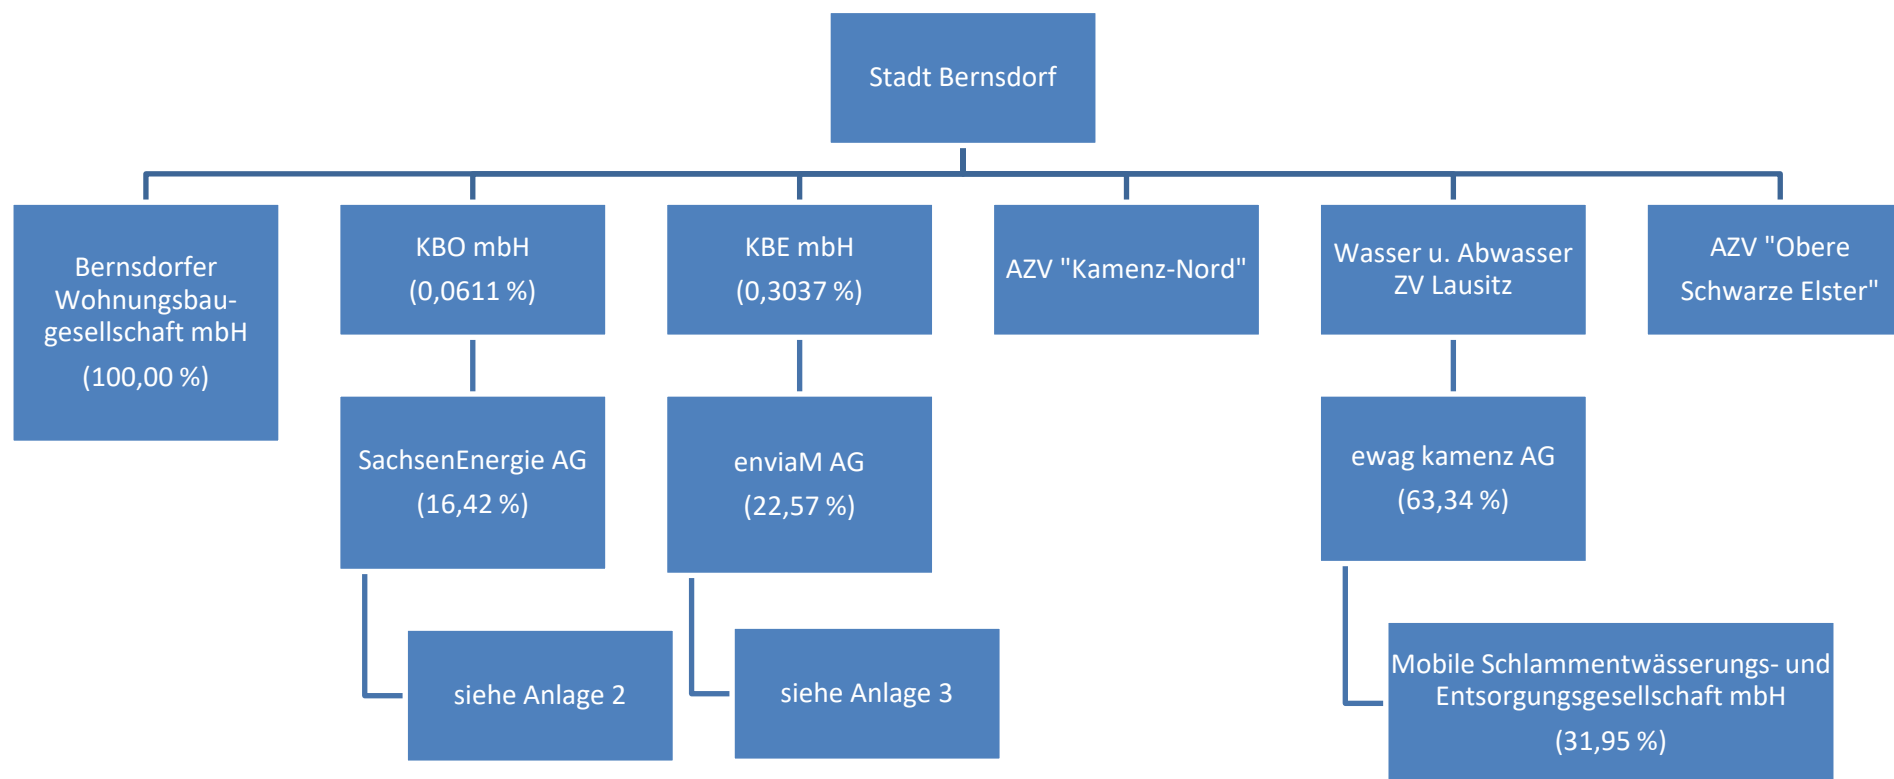 Stadt Bernsdorf
Bernsdorfer
Wohnungsbau-
gesellschaft mbH
(100,00 %)
KBO mbH
(0,0611 %)
KBE mbH
(0,3037 %)
AZV "Kamenz-Nord"
Wasser u. Abwasser
ZV Lausitz
AZV "Obere
Schwarze Elster"
SachsenEnergie AG
(16,42 %)
enviaM AG
(22,57 %)
ewag kamenz AG
(63,34 %)
siehe Anlage 2
siehe Anlage 3
Mobile Schlammentwässerungs- und
Entsorgungsgesellschaft mbH
(31,95 %)